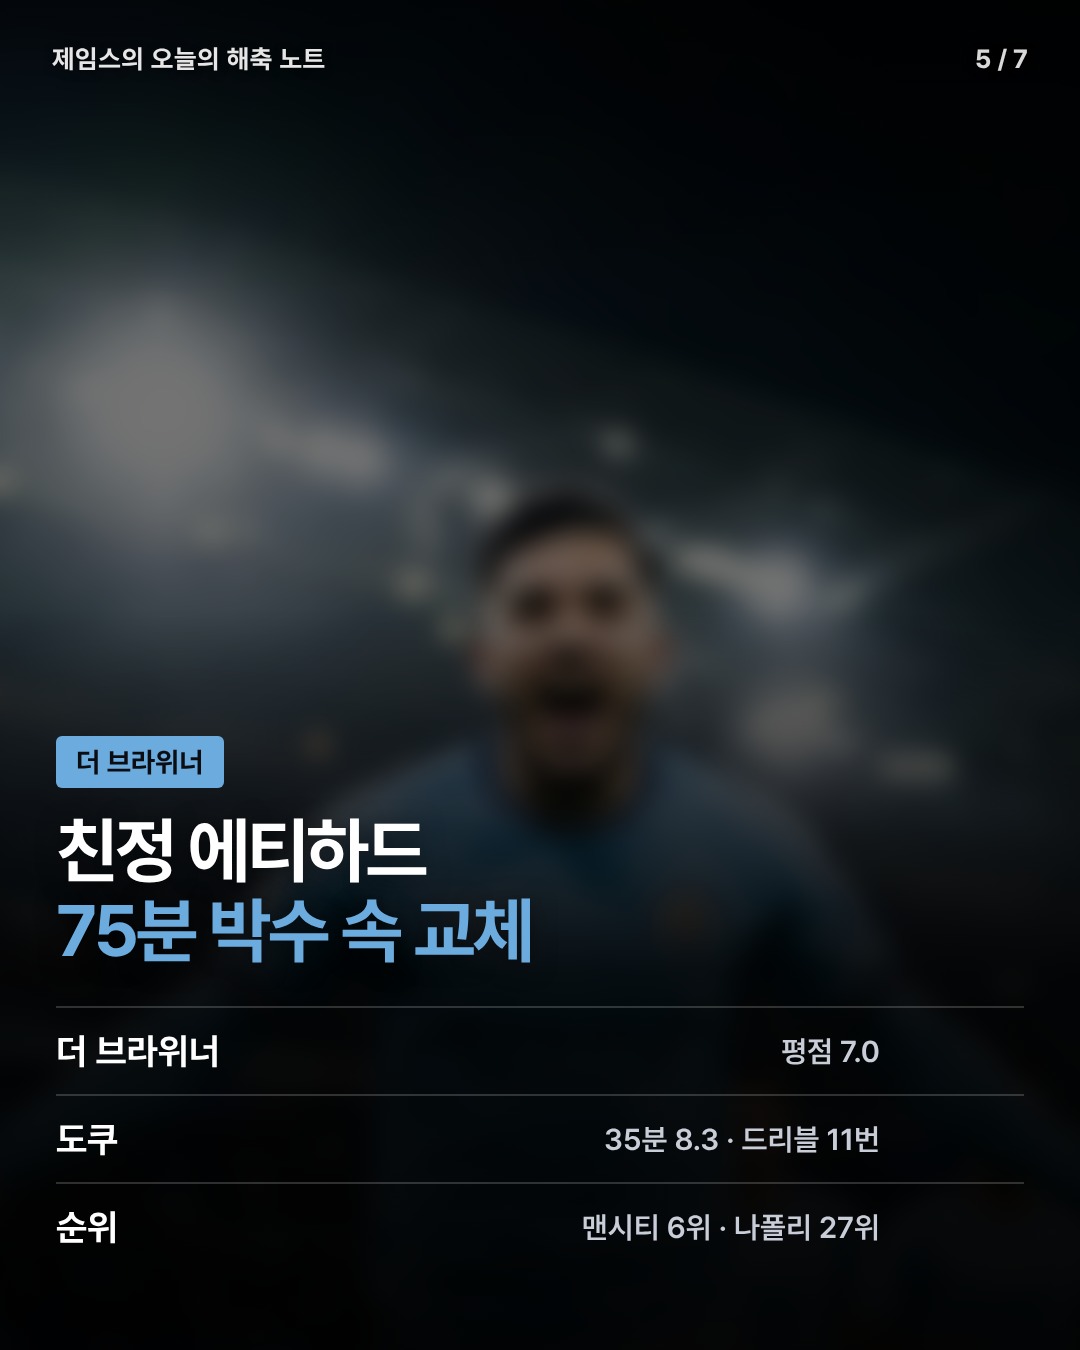 제임스의 오늘의 해축 노트
5 / 7
더 브라위너
친정 에티하드
75분 박수 속 교체
더 브라위너 평점 7.0
도쿠 35분 8.3 · 드리블 11번
순위 맨시티 6위 · 나폴리 27위